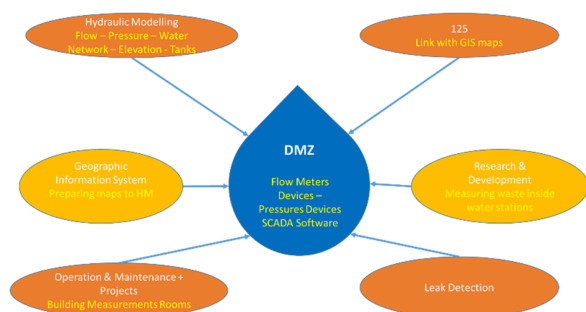 Hydraulic Modelling
Flow – Pressure – Water
Network – Elevation - Tanks
125
Link with GIS maps
DMZ
Flow Meters
Devices –
Pressures Devices
SCADA Software
Geographic
Information System
Preparing maps to HM
Research &
Development
Measuring waste inside
water stations
Operation & Maintenance +
Projects
Building Measurements Rooms
Leak Detection